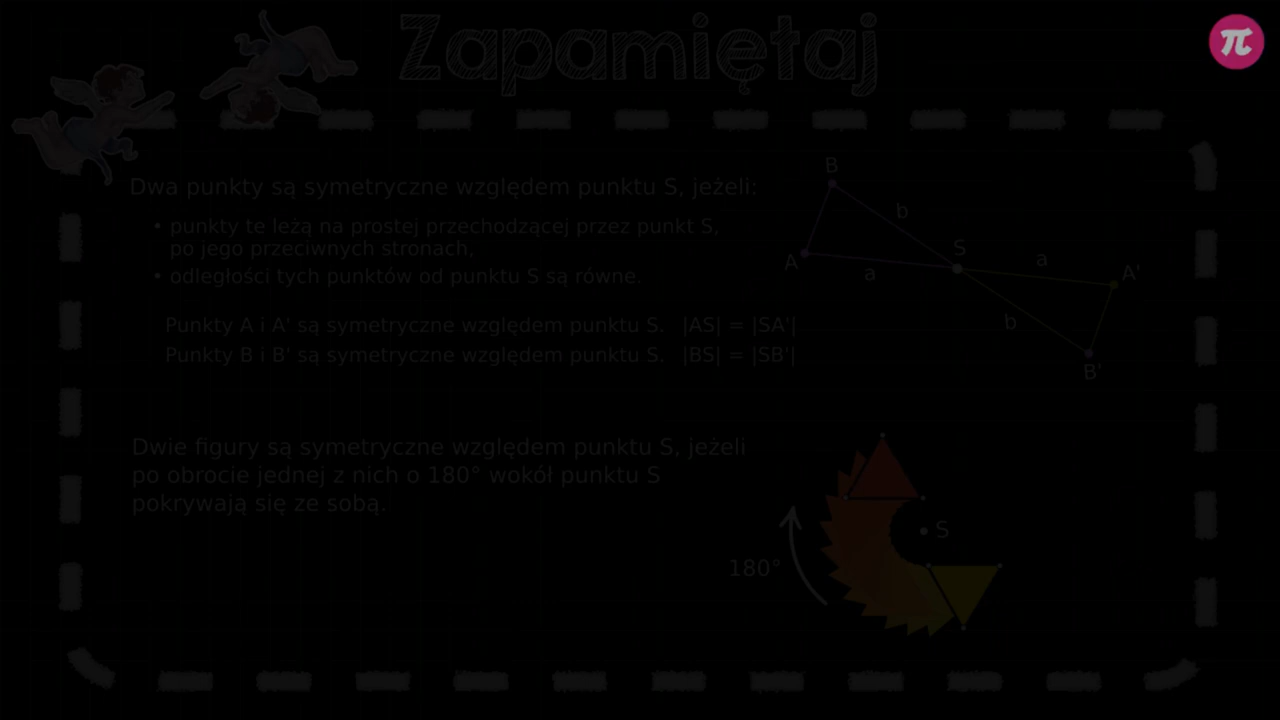 π
Zapamiętaj
Dwa punkty są symetryczne względem punktu S, jeżeli:
• punkty te leżą na prostej przechodzącej przez punkt S,
po jego przeciwnych stronach,
• odległości tych punktów od punktu S są równe.
Punkty A i A' są symetryczne względem punktu S. |AS| = |SA'|
Punkty B i B' są symetryczne względem punktu S. |BS| = |SB'|
B
b
S
a
A
a
A'
b
B'
Dwie figury są symetryczne względem punktu S, jeżeli
po obrocie jednej z nich o 180° wokół punktu S
pokrywają się ze sobą.
S
180°